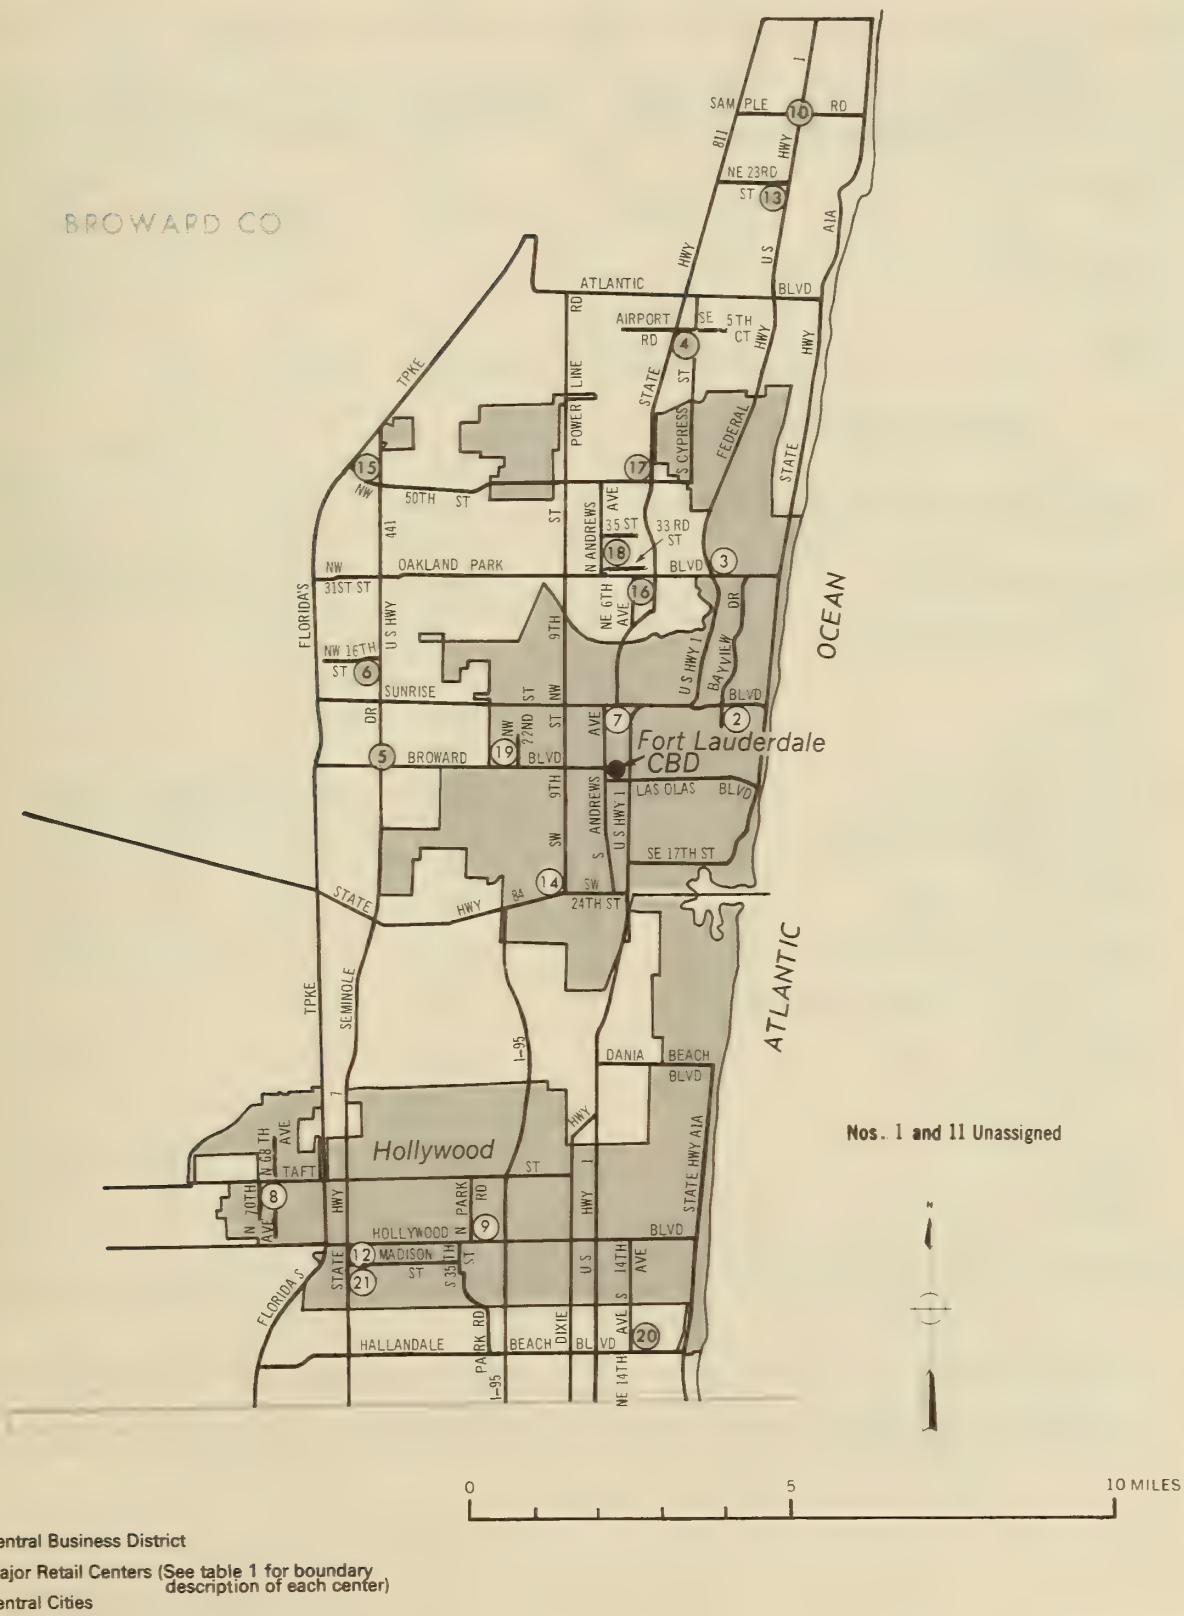 SAMPLE RD
10
1
811
HWY
NE 23RD
ST 13
BROWARD CO
A1A
HWY
US
ATLANTIC BLVD
RD
AIRPORT SE 5TH
RD CT
4
HWY
HWY
TPKE
STATE
ST
LINE
POWER
S CYPRESS
FEDERAL
STATE
15
17
NW 50TH ST
AVE
N ANDREWS
ST
441
35 ST 33 RD
ST
18
NW OAKLAND PARK BLVD 3
31ST ST
16
NE 6TH
AVE
DR
OCEAN
FLORIDA'S
US HWY
9TH
NW 16TH
ST 6
US HWY 1
BAYVIEW
SUNRISE BLVD
ST
NW
2
DR
NW
22ND
ST
AVE
7
19
5 BROWARD BLVD
Fort Lauderdale
CBD
LAS OLAS BLVD
9TH
SW
ANDREWS
S
US HWY 1
SE 17TH ST
14
SW
24TH ST
STATE HWY 84
ATLANTIC
TPKE
SEMINOLE
I-95
DANIA BEACH
BLVD
7
HWY
Nos. 1 and 11 Unassigned
AVE
N 68 TH
Hollywood
STATE HWY A1A
TAFT ST
1
N 70TH
AVE
8
HWY
N PARK
RD
9
HWY
N
HOLLYWOOD BLVD
12 MADISON
ST
S 35TH
ST
US
14TH
AVE
S
21
STATE
FLORIDA'S
PARK RD
DIXIE
AVE
20
HALLANDALE BEACH BLVD
I-95
NE 14TH
0 5 10 MILES
entral Business District
ajor Retail Centers (See table 1 for boundary
description of each center)
entral Cities